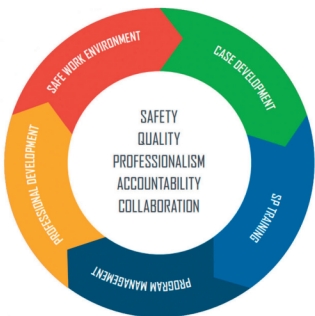 SAFE WORK ENVIRONMENT
CASE DEVELOPMENT
SP TRAINING
PROGRAM MANAGEMENT
PROFESSIONAL DEVELOPMENT
SAFETY
QUALITY
PROFESSIONALISM
ACCOUNTABILITY
COLLABORATION